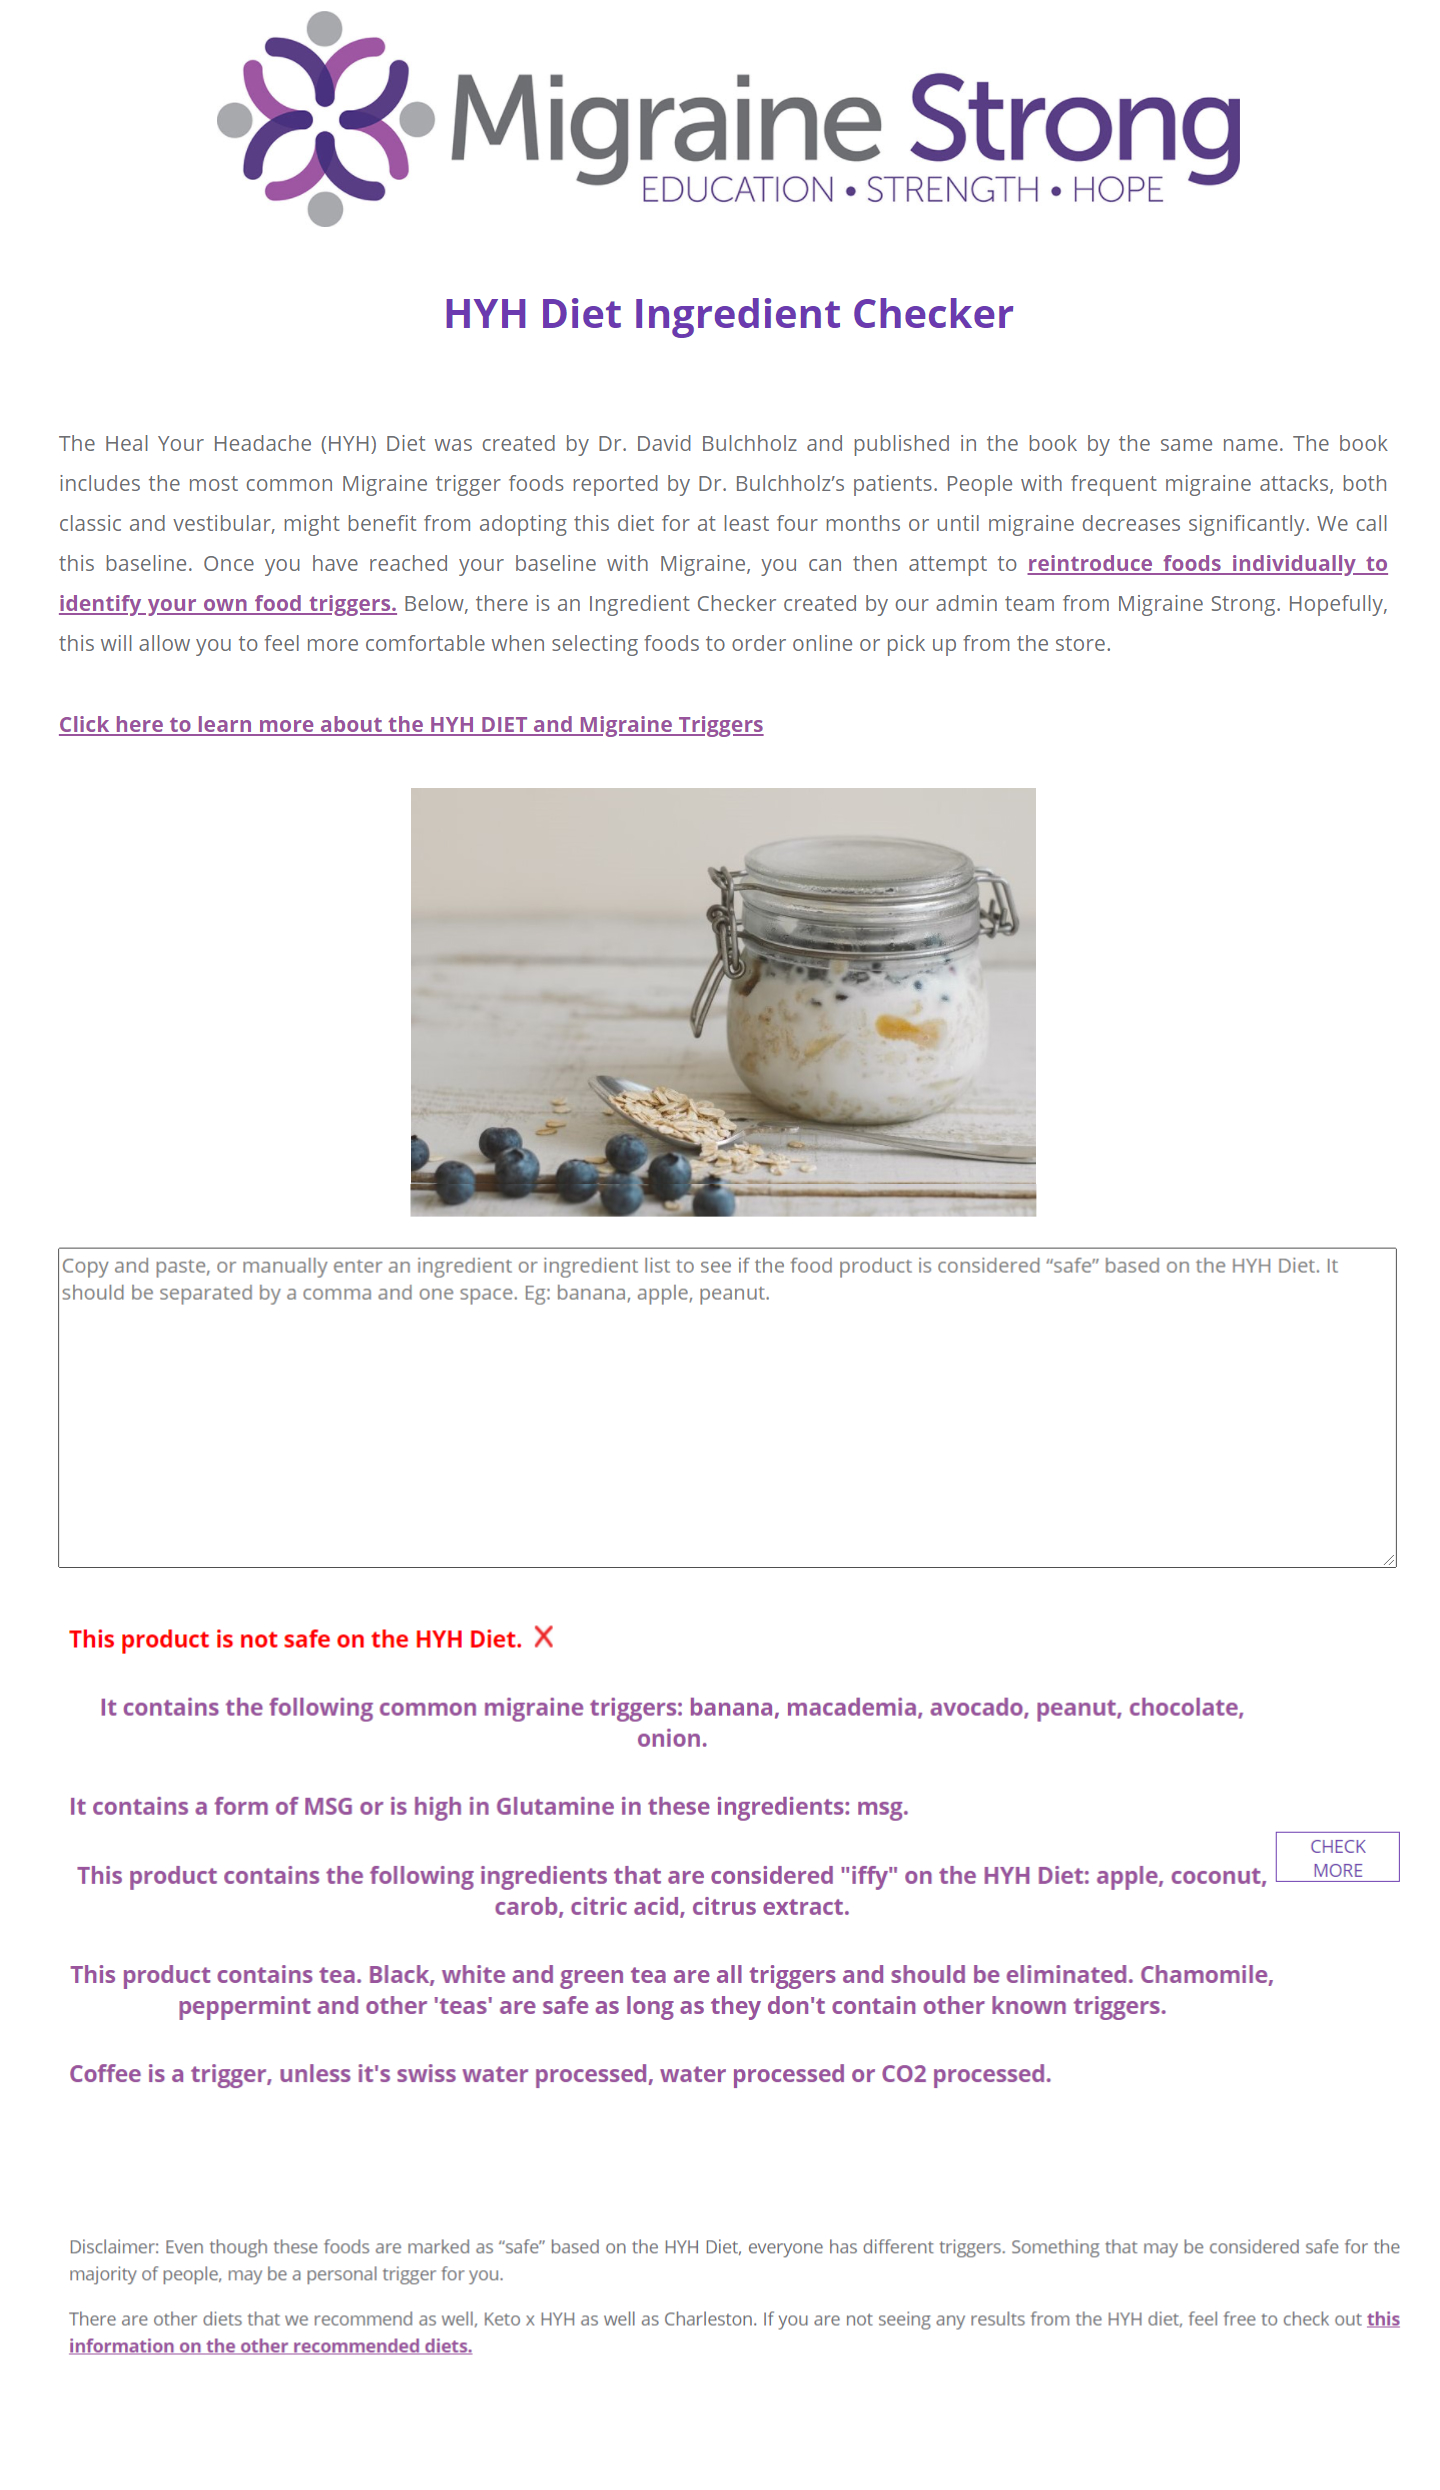 Migraine Strong
EDUCATION • STRENGTH • HOPE
HYH Diet Ingredient Checker
The Heal Your Headache (HYH) Diet was created by Dr. David Bulchholz and published in the book by the same name. The book
includes the most common Migraine trigger foods reported by Dr. Bulchholz’s patients. People with frequent migraine attacks, both
classic and vestibular, might benefit from adopting this diet for at least four months or until migraine decreases significantly. We call
this baseline. Once you have reached your baseline with Migraine, you can then attempt to reintroduce foods individually to
identify your own food triggers. Below, there is an Ingredient Checker created by our admin team from Migraine Strong. Hopefully,
this will allow you to feel more comfortable when selecting foods to order online or pick up from the store.
Click here to learn more about the HYH DIET and Migraine Triggers
Copy and paste, or manually enter an ingredient or ingredient list to see if the food product is considered “safe” based on the HYH Diet. It
should be separated by a comma and one space. Eg: banana, apple, peanut.
This product is not safe on the HYH Diet. ❌
It contains the following common migraine triggers: banana, macademia, avocado, peanut, chocolate,
onion.
It contains a form of MSG or is high in Glutamine in these ingredients: msg.
This product contains the following ingredients that are considered "iffy" on the HYH Diet: apple, coconut,
carob, citric acid, citrus extract.
CHECK
MORE
This product contains tea. Black, white and green tea are all triggers and should be eliminated. Chamomile,
peppermint and other 'teas' are safe as long as they don't contain other known triggers.
Coffee is a trigger, unless it's swiss water processed, water processed or CO2 processed.
Disclaimer: Even though these foods are marked as “safe” based on the HYH Diet, everyone has different triggers. Something that may be considered safe for the
majority of people, may be a personal trigger for you.
There are other diets that we recommend as well, Keto x HYH as well as Charleston. If you are not seeing any results from the HYH diet, feel free to check out this
information on the other recommended diets.